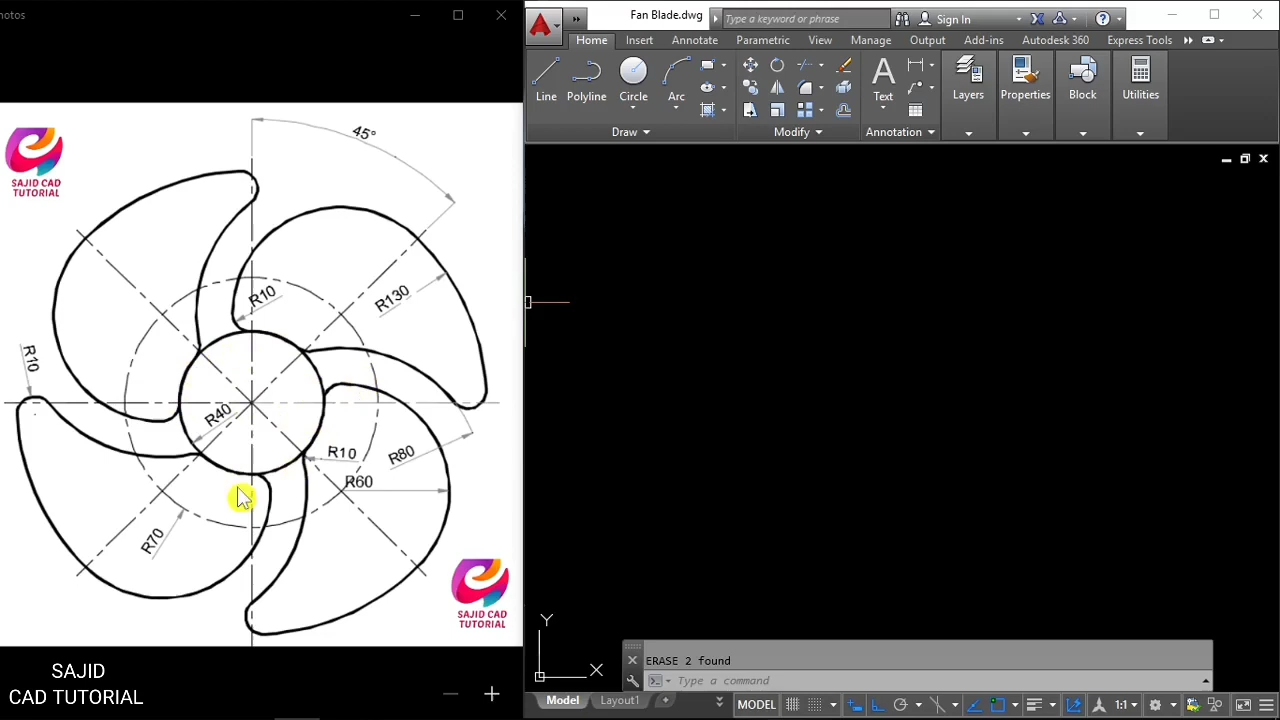 otos
Fan Blade.dwg
Type a keyword or phrase
Sign In
Home
Insert
Annotate
Parametric
View
Manage
Output
Add-ins
Autodesk 360
Express Tools
Line
Polyline
Circle
Arc
Text
Layers
Properties
Block
Utilities
Draw
Modify
Annotation
SAJID CAD
TUTORIAL
45°
R10
R130
R10
R40
R10
R80
R60
R70
SAJID CAD
TUTORIAL
SAJID
CAD TUTORIAL
Y
X
ERASE 2 found
Type a command
Model
Layout1
MODEL
1:1